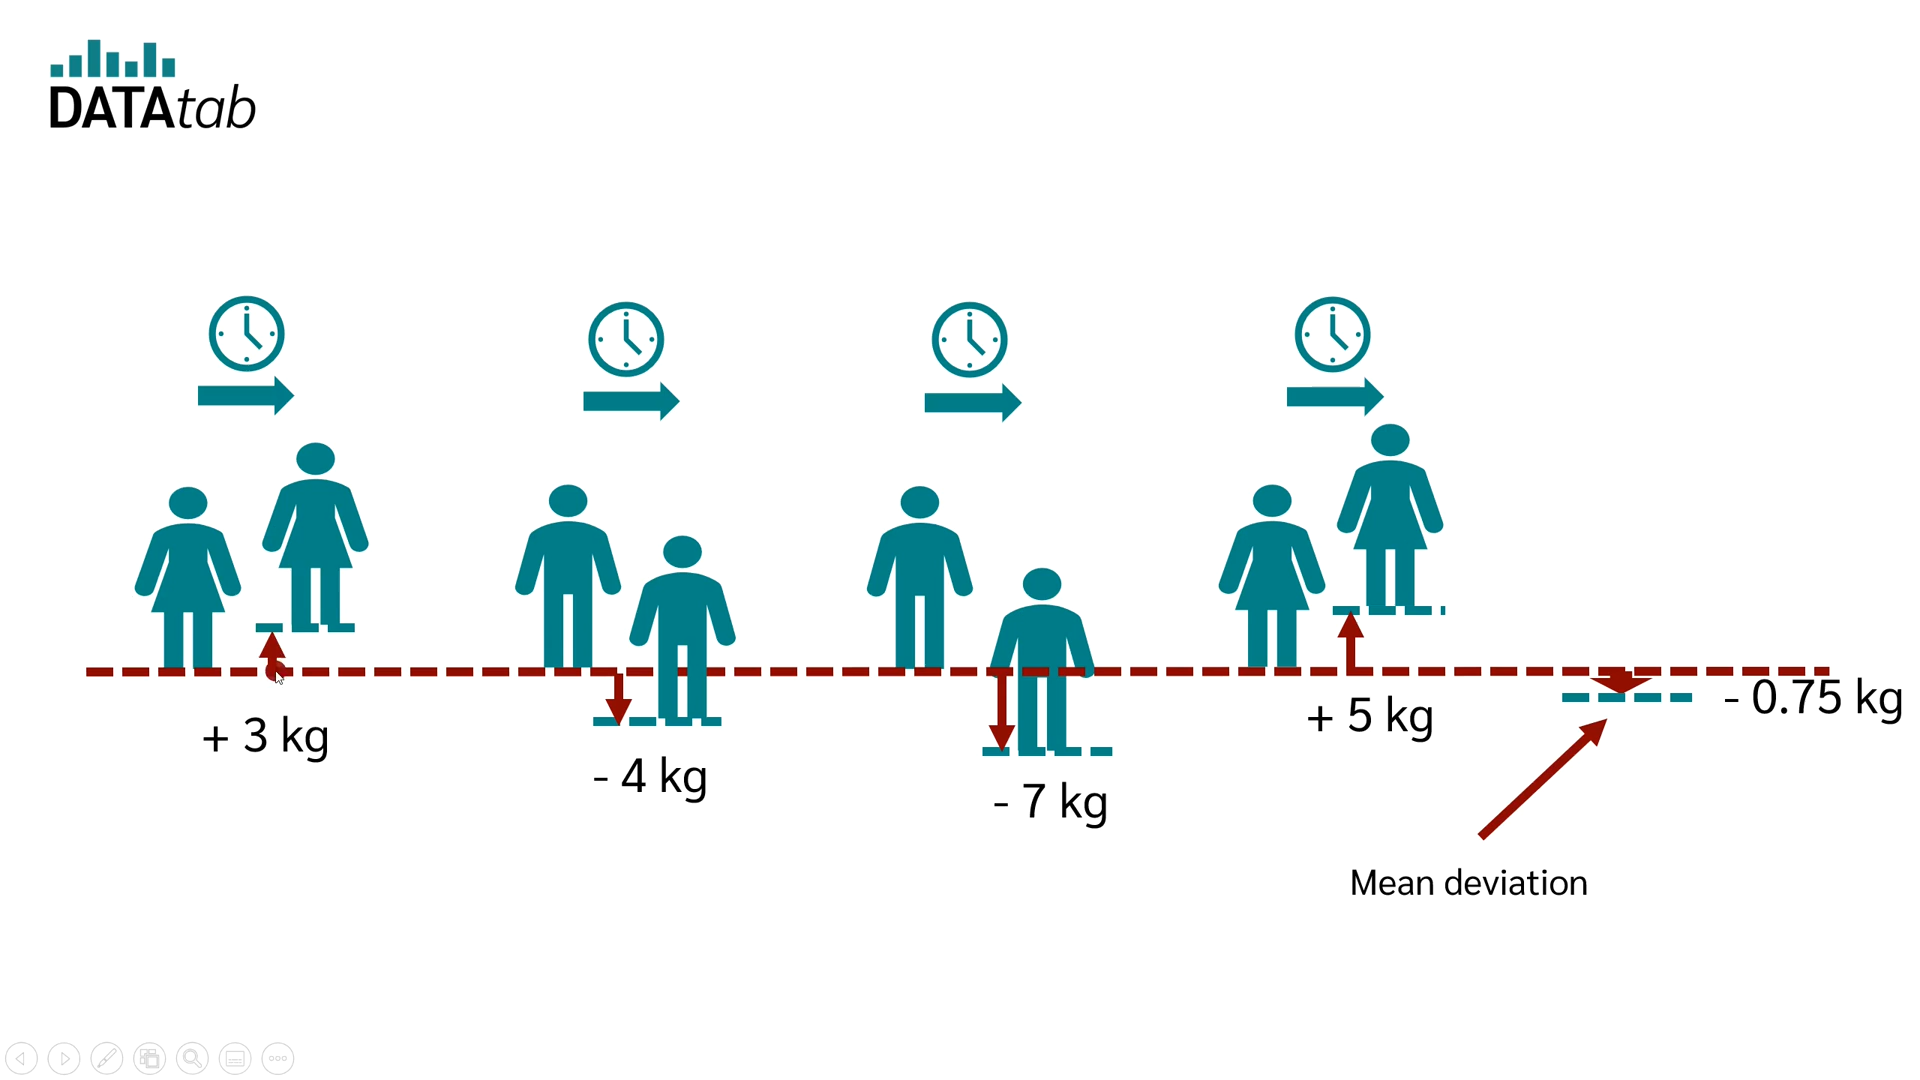 DATAtab
+ 3 kg
- 4 kg
- 7 kg
+ 5 kg
- 0.75 kg
Mean deviation